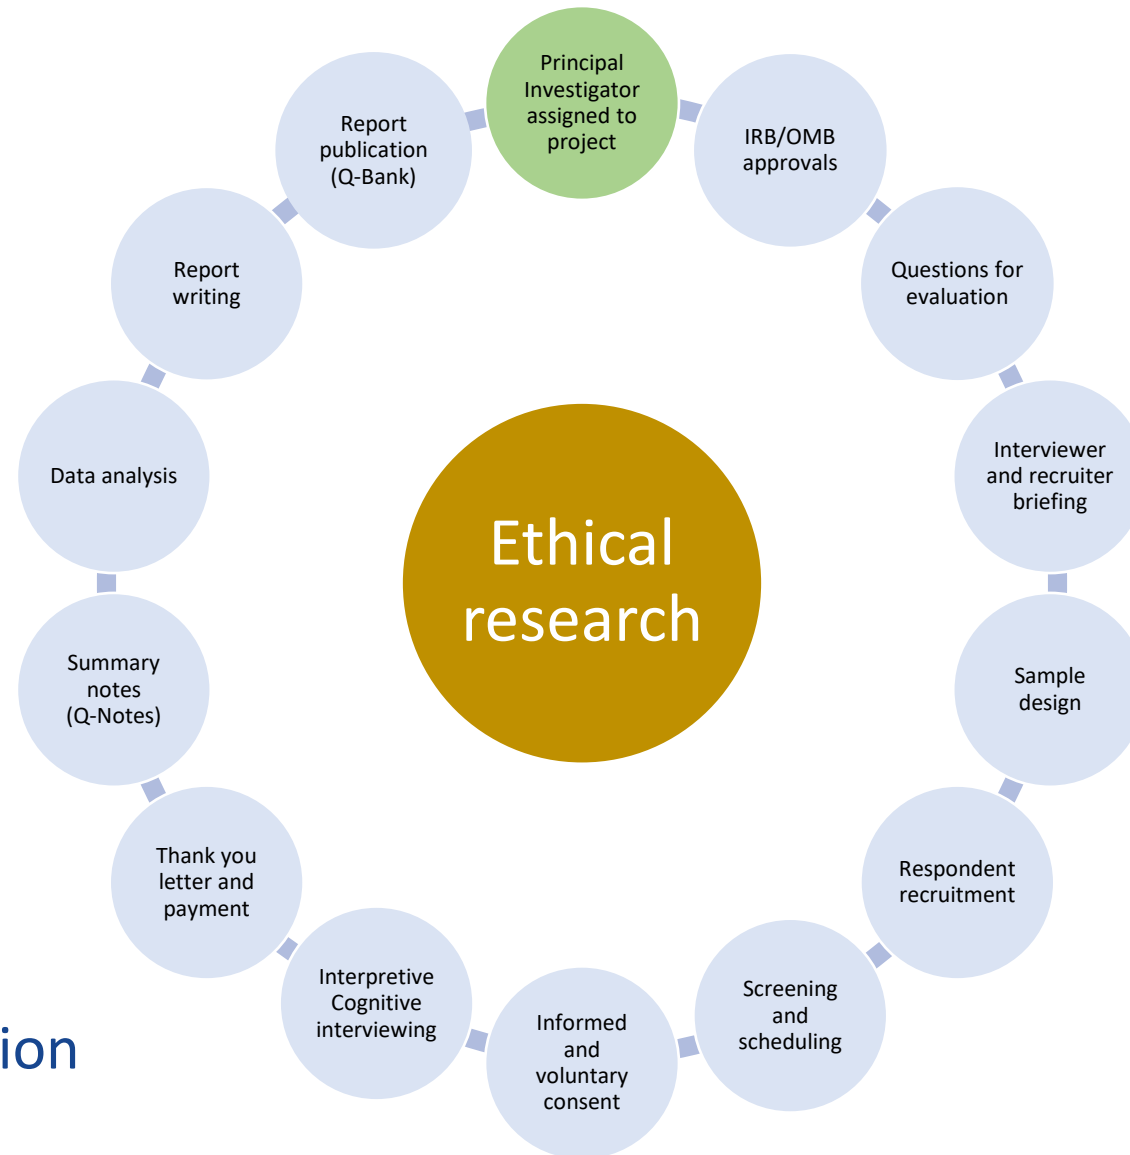 Principal
Investigator
assigned to
project
IRB/OMB
approvals
Questions for
evaluation
Interviewer
and recruiter
briefing
Sample
design
Respondent
recruitment
Screening
and
scheduling
Informed
and
voluntary
consent
Interpretive
Cognitive
interviewing
Thank you
letter and
payment
Summary
notes
(Q-Notes)
Data analysis
Report
writing
Report
publication
(Q-Bank)
Ethical
research
ion